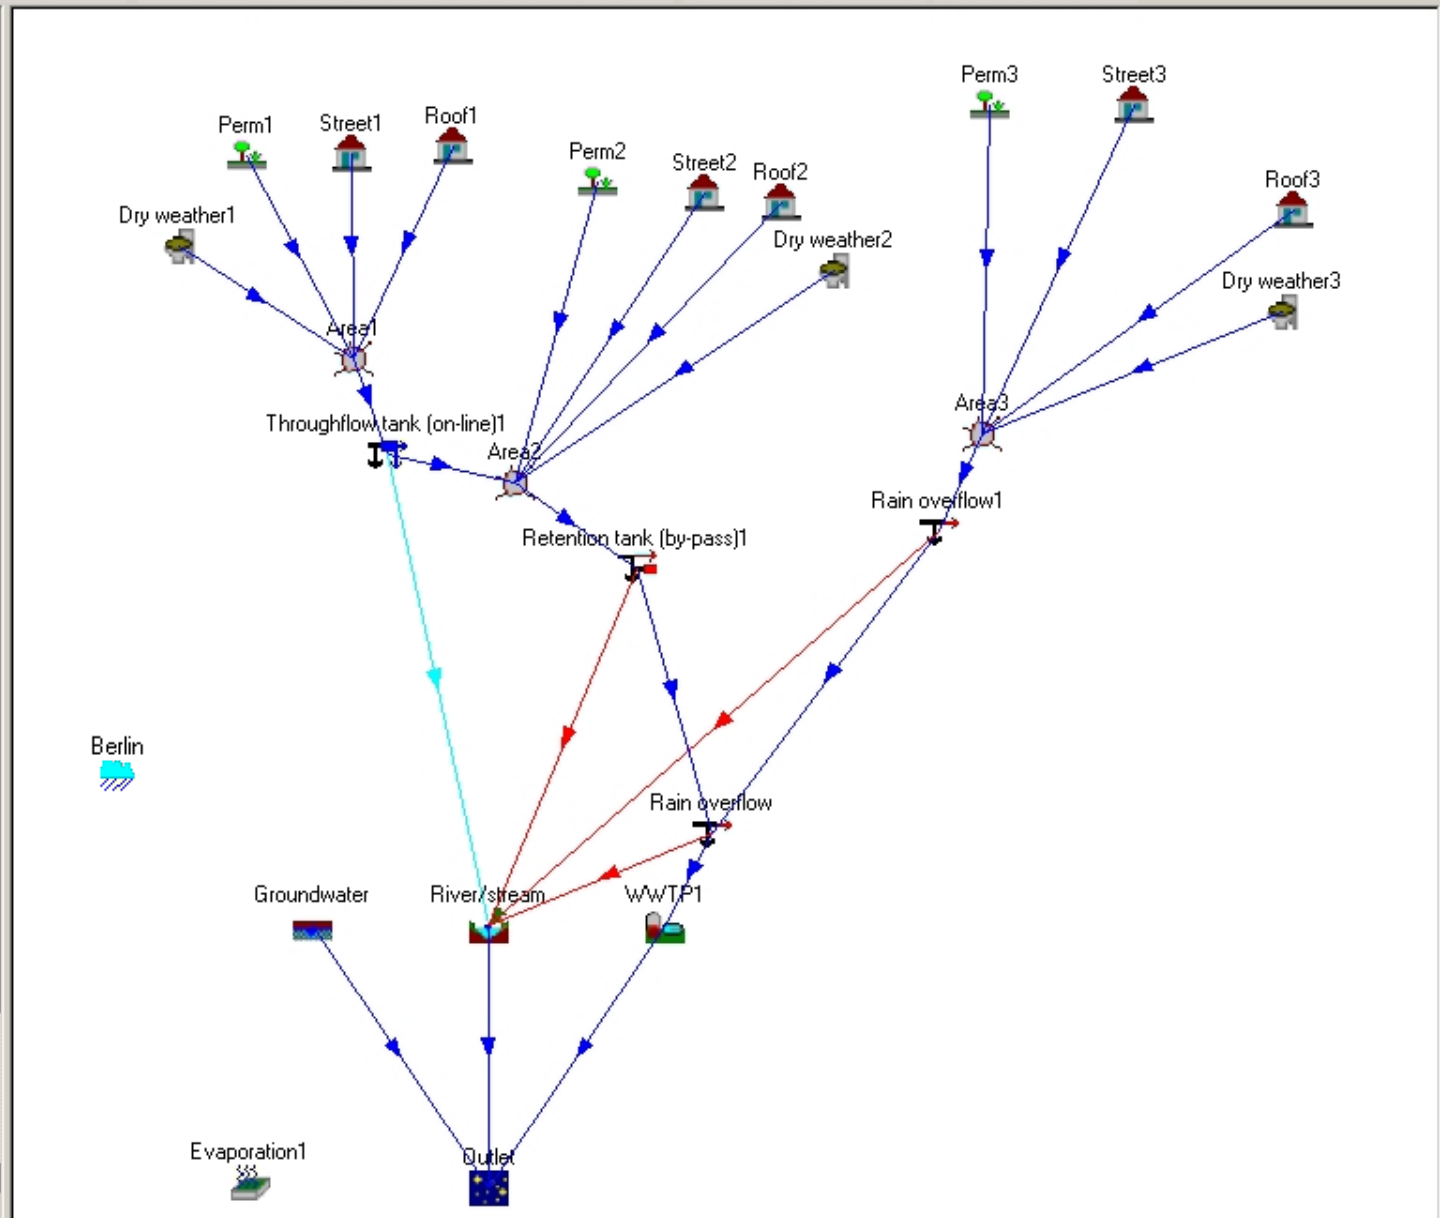 Perm3
Street3
Perm1
Street1
Roof1
Perm2
Street2
Roof2
Roof3
Dry weather1
Dry weather2
Dry weather3
Area1
Area3
Throughflow tank (on-line)1
Area2
Rain overflow1
Retention tank (by-pass)1
Berlin
Rain overflow
Groundwater
River/stream
WWTP1
Evaporation1
Outlet